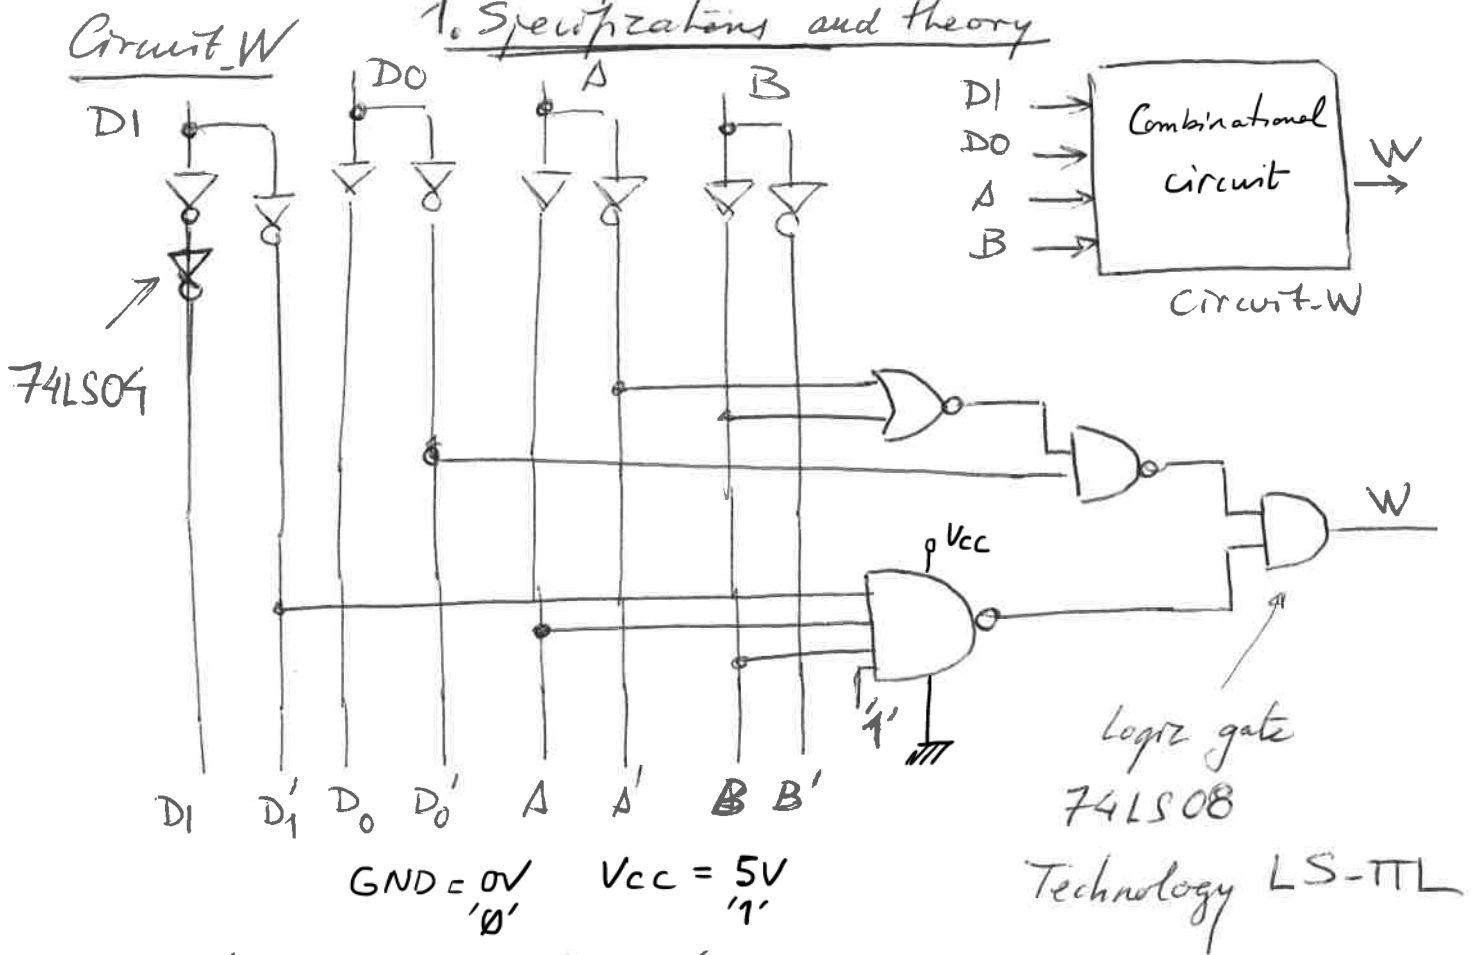 Circuit_W
1. Specifications and theory
D1
D0
A
B
74LS04
D1
D0
A
B
Combinational
circuit
W
Circuit-W
Vcc
'1'
W
Logic gate
74LS08
Technology LS-TTL
D1 D1' D0 D0' A A' B B'
GND = 0V Vcc = 5V
'0' '1'